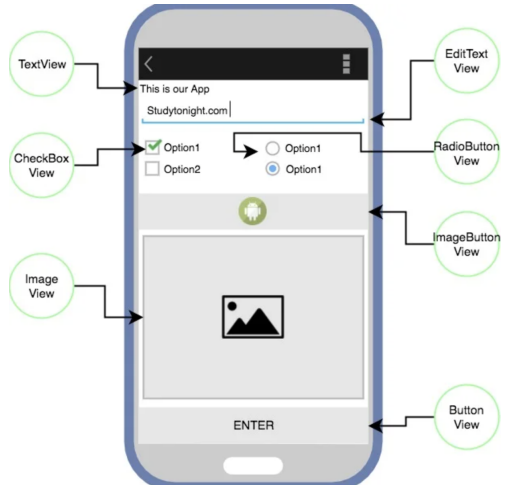 TextView
EditText
View
This is our App
Studytonight.com
CheckBox
View
Option1
Option1
RadioButton
View
Option2
Option1
ImageButton
View
Image
View
Button
View
ENTER